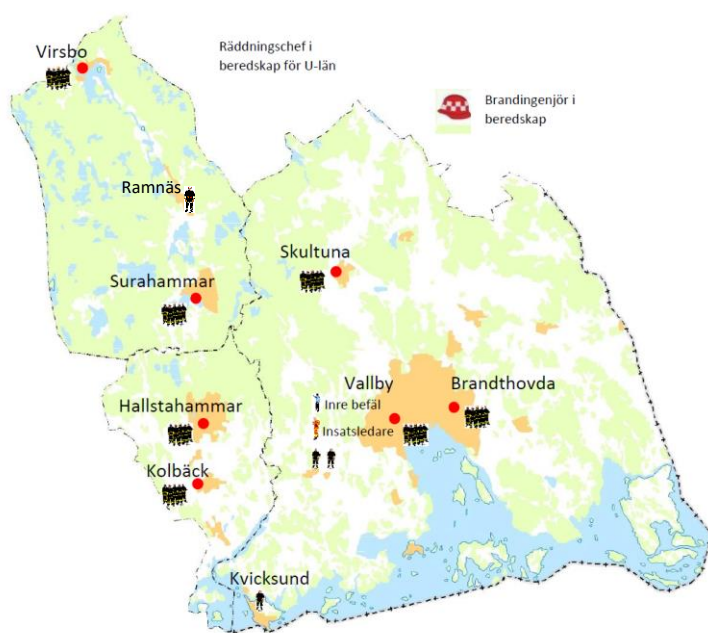 Virsbo
Räddningschef i
beredskap för U-län
Brandingenjör i
beredskap
Ramnäs
Skultuna
Surahammar
Vallby
Brandthovda
Hallstahammar
Inre befäl
Insatsledare
Kolbäck
Kvicksund